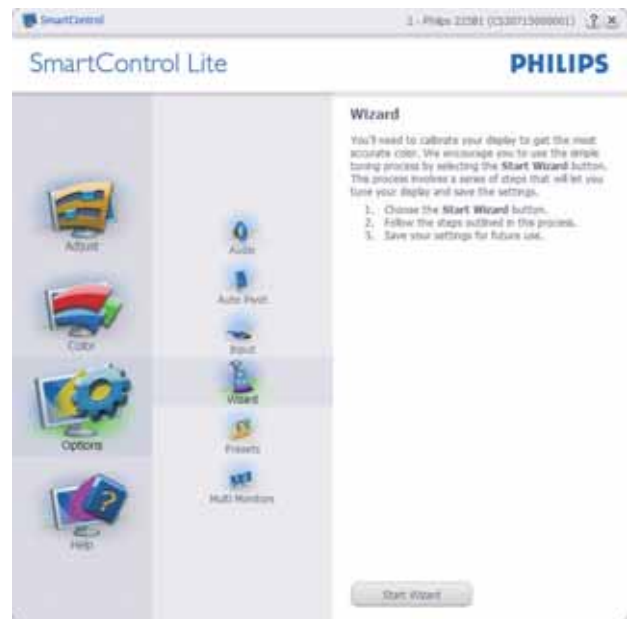 SmartControl
SmartControl Lite
PHILIPS
Adjust
Color
Options
Help
Audio
Auto Pivot
Input
Wizard
Presets
Multi Monitors
Wizard
You'll need to calibrate your display to get the most
accurate color. We encourage you to use the simple
tuning process by selecting the Start Wizard button.
This process involves a series of steps that will let you
tune your display and save the settings.
1. Choose the Start Wizard button.
2. Follow the steps outlined in this process.
3. Save your settings for future use.
Start Wizard